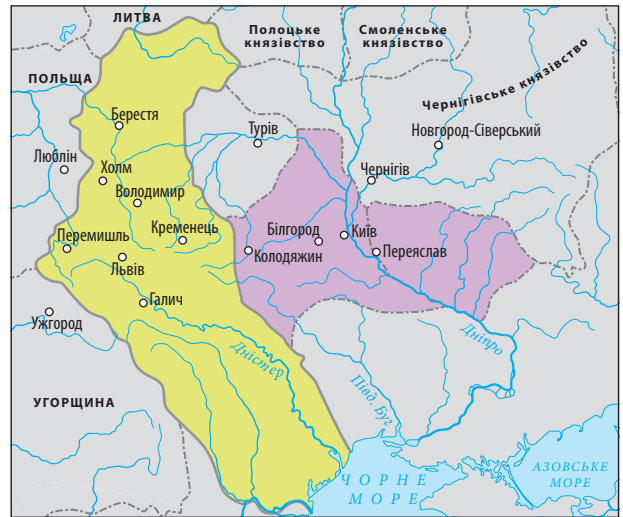 ЛИТВА
Полоцьке
князівство
Смоленське
князівство
ПОЛЬЩА
Чернігівське князівство
Берестя
Турів
Новгород-Сіверський
Люблін
Холм
Чернігів
Володимир
Кременець
Білгород
Київ
Перемишль
Колодяжин
Переяслав
Львів
Галич
Ужгород
Дністер
Дніпро
Півд. Буг
УГОРЩИНА
ЧОРНЕ
МОРЕ
АЗОВСЬКЕ
МОРЕ